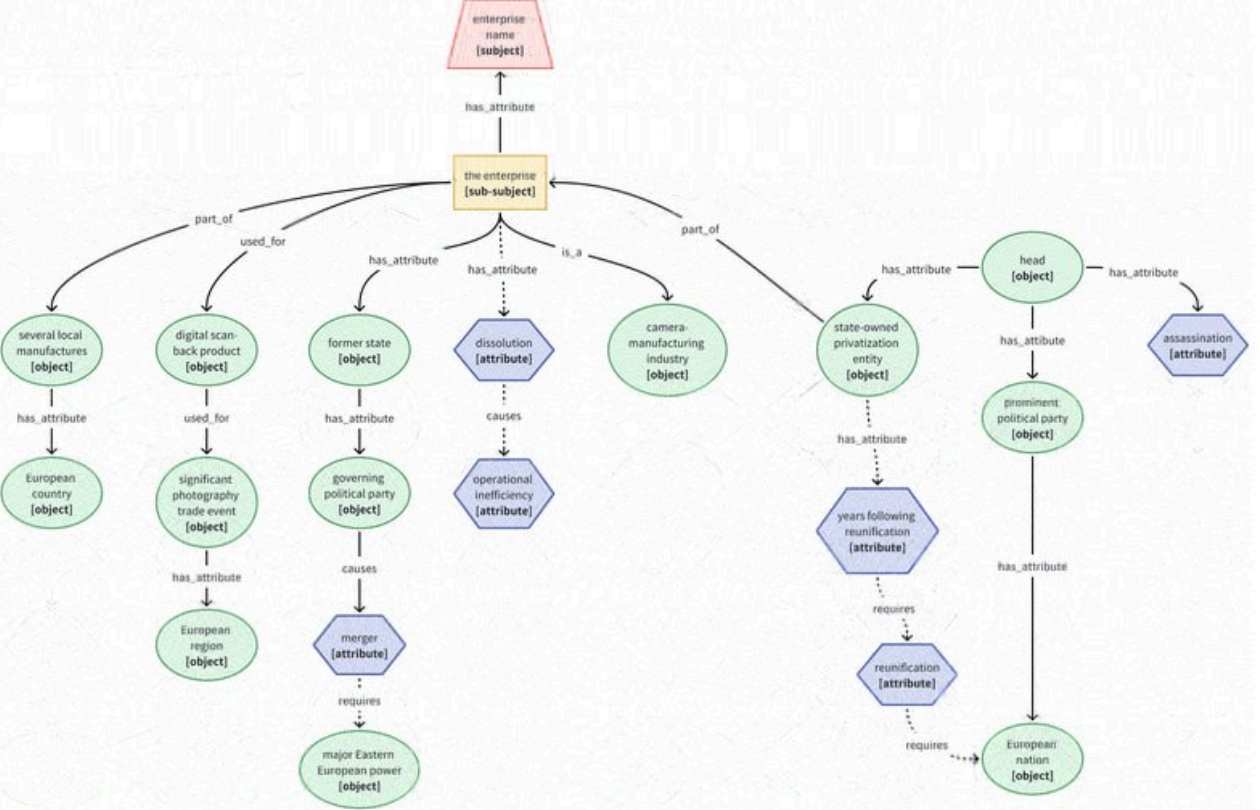 enterprise
name
[subject]
has_attribute
the enterprise
[sub-subject]
part_of
used_for
has_attribute
has_attribute
is_a
part_of
has_attribute
head
[object]
has_attribute
several local
manufactures
[object]
digital scan-
back product
[object]
former state
[object]
dissolution
[attribute]
camera-
manufacturing
industry
[object]
state-owned
privatization
entity
[object]
has_attibute
assassination
[attribute]
has_attribute
used_for
has_attribute
causes
has_attribute
prominent
political party
[object]
European
country
[object]
significant
photography
trade event
[object]
governing
political party
[object]
operational
inefficiency
[attribute]
years following
reunification
[attribute]
has_attribute
causes
has_attribute
requires
European
region
[object]
merger
[attribute]
reunification
[attribute]
requires
requires
major Eastern
European power
[object]
European
nation
[object]